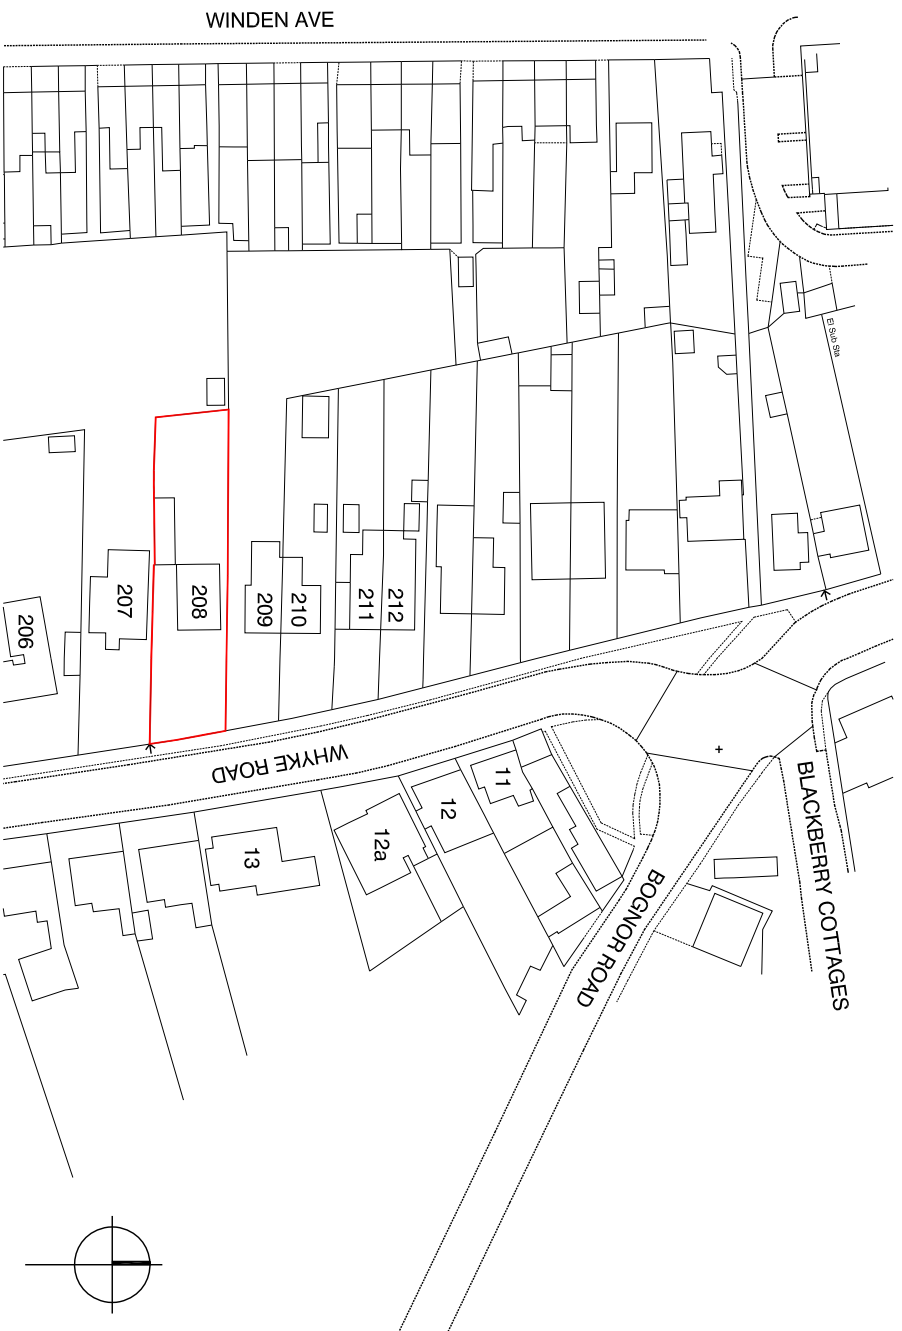 WINDEN AVE
El Sub Sta
206
207
208
209
210
211
212
WHYKE ROAD
11
12
12a
13
BLACKBERRY COTTAGES
BOGNOR ROAD